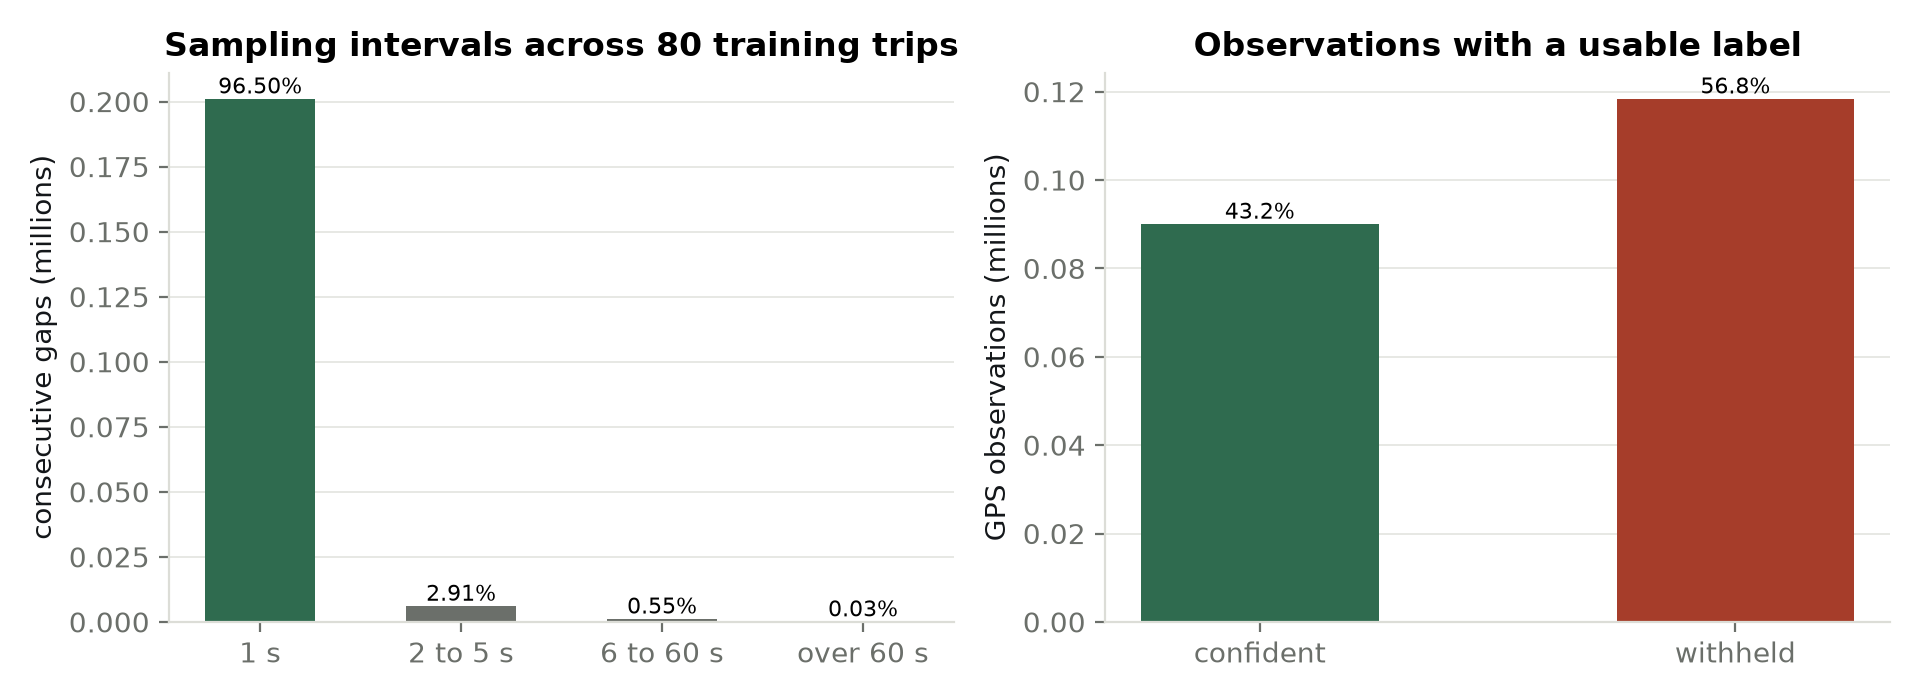 Sampling intervals across 80 training trips
consecutive gaps (millions)
0.200
0.175
0.150
0.125
0.100
0.075
0.050
0.025
0.000
96.50%
2.91%
0.55%
0.03%
1 s
2 to 5 s
6 to 60 s
over 60 s
Observations with a usable label
GPS observations (millions)
0.12
0.10
0.08
0.06
0.04
0.02
0.00
43.2%
56.8%
confident
withheld